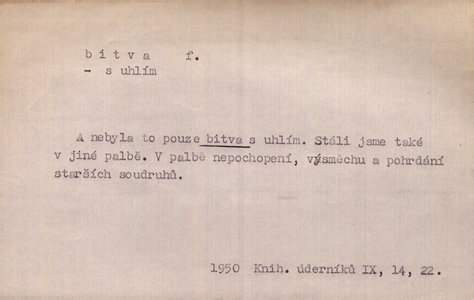 bitva f.
- s uhlím
A nebyla to pouze bitva s uhlím. Stáli jsme také
v jiné palbě. V palbě nepochopení, výsměchu a pohrdání
starších soudruhů.
1950 Knih. úderníků IX, 14, 22.